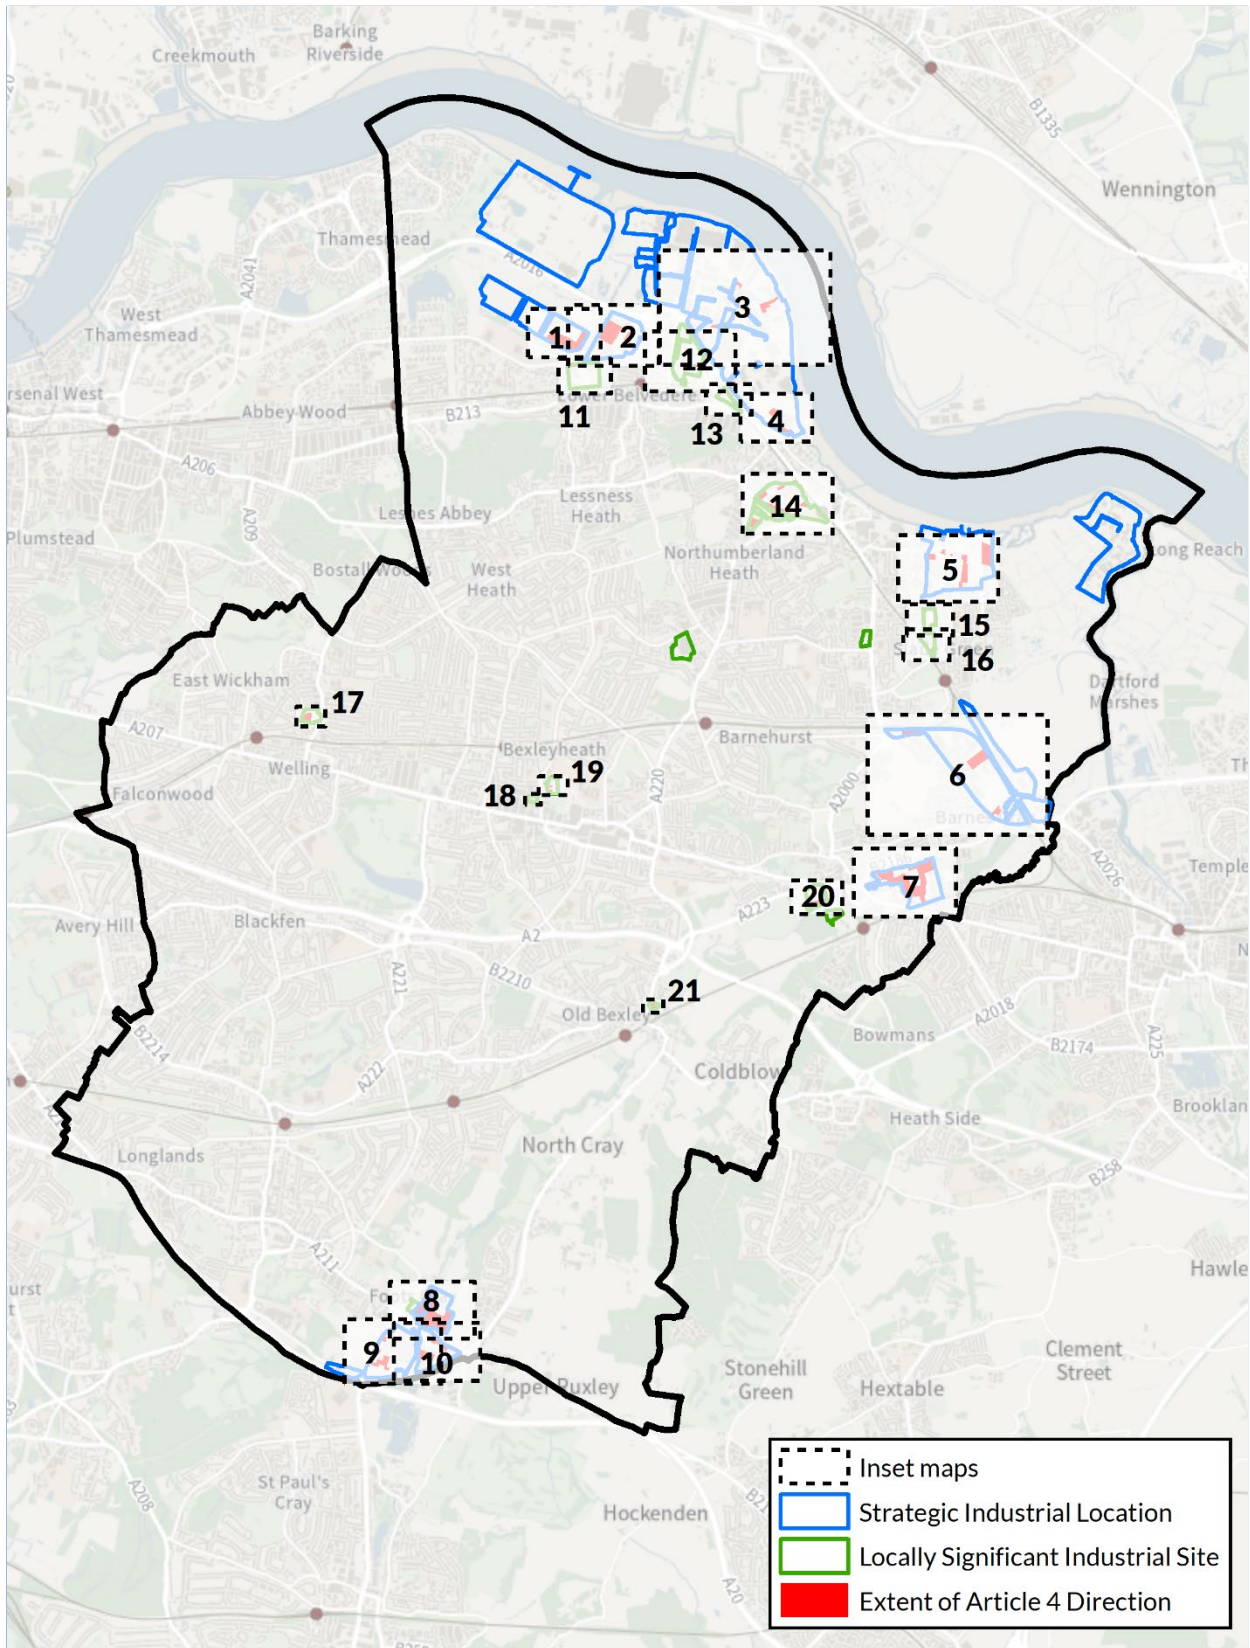 Barking
Riverside
Creekmouth
B1335
Wennington
Thamesmead
A2016
A2041
West
Thamesmead
3
1
2
12
Lower Belvedere
11
13
4
Abbey Wood
B213
A206
A209
Plumstead
Lesnes Abbey
Lessness
Heath
14
Northumberland
Heath
Long Reach
Bostall Woods
West
Heath
5
15
16
East Wickham
17
A207
Welling
Dartford
Marshes
Barnehurst
Bexleyheath
19
18
A220
A2000
6
Falconwood
A2026
Temple
7
20
A223
Avery Hill
Blackfen
A2
A221
B2210
21
Old Bexley
A2018
Bowmans
B2174
A225
B2214
A222
Coldblow
Heath Side
North Cray
Longlands
B258
A211
8
9
10
Upper Ruxley
Stonehill
Green
Hextable
Clement
Street
St Paul's
Cray
A208
Hockenden
A20
Inset maps
Strategic Industrial Location
Locally Significant Industrial Site
Extent of Article 4 Direction